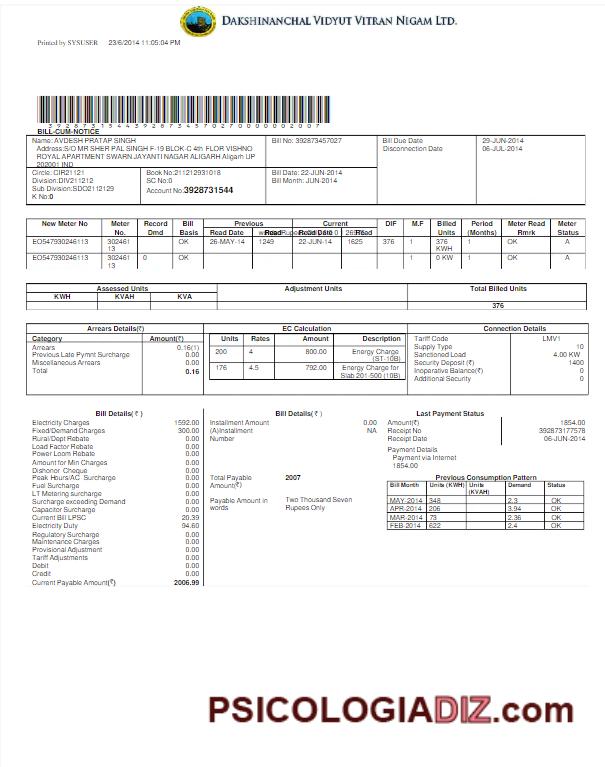 DAKSHINANCHAL VIDYUT VITRAN NIGAM LTD.
Printed by SYSUSER 23/6/2014 11:05:04 PM
BILL-CUM-NOTICE
Name: AVDESH PRATAP SINGH
Address:S/O MR SHER PAL SINGH F-19 BLOK-C 4th FLOR VISHNO
ROYAL APARTMENT SWARN JAYANTI NAGAR ALIGARH Aligarh UP
202001 IND
Bill No: 392873457027
Bill Due Date 29-JUN-2014
Disconnection Date 06-JUL-2014
Circle: CIR21121
Division:DIV211212
Sub Division:SDO2112129
K No:0
Book No:211212931018
SC No:0
Account No:3928731544
Bill Date: 22-JUN-2014
Bill Month: JUN-2014
New Meter No Meter No. Record Dmd Bill Basis Previous Read Date Read Current Read Date Read DIF M.F Billed Units Period (Months) Meter Read Rmrk Meter Status
EO547930246113 30246113 OK 26-MAY-14 1249 22-JUN-14 1625 376 1 376 KWH 1 OK A
EO547930246113 30246113 0 OK 1 0 KW 1 OK A
Assessed Units Adjustment Units Total Billed Units
KWH KVAH KVA
376
Arrears Details(₹)
Category Amount(₹)
Arrears 0.16(1)
Previous Late Pymnt Surcharge 0.00
Miscellaneous Arrears 0.00
Total 0.16
EC Calculation
Units Rates Amount Description
200 4 800.00 Energy Charge (ST-10B)
176 4.5 792.00 Energy Charge for Slab 201-500 (10B)
Connection Details
Tariff Code LMV1
Supply Type 10
Sanctioned Load 4.00 KW
Security Deposit (₹) 1400
Inoperative Balance(₹) 0
Additional Security 0
Bill Details(₹)
Electricity Charges 1592.00
Fixed/Demand Charges 300.00
Rural/Dept Rebate 0.00
Load Factor Rebate 0.00
Power Loom Rebate 0.00
Amount for Min Charges 0.00
Dishonor Cheque 0.00
Peak Hours/AC Surcharge 0.00
Fuel Surcharge 0.00
LT Metering surcharge 0.00
Surcharge exceeding Demand 0.00
Capacitor Surcharge 0.00
Current Bill LPSC 20.39
Electricity Duty 94.60
Regulatory Surcharge 0.00
Maintenance Charges 0.00
Provisional Adjustment 0.00
Tariff Adjustments 0.00
Debit 0.00
Credit 0.00
Current Payable Amount(₹) 2006.99
Bill Details(₹)
Instalment Amount 0.00
(A)Installment NA
Number
Total Payable 2007
Amount(₹)
Payable Amount in Two Thousand Seven
words Rupees Only
Last Payment Status
Amount(₹) 1854.00
Receipt No 392873177578
Receipt Date 06-JUN-2014
Payment Details
Payment via Internet
1854.00
Previous Consumption Pattern
Bill Month Units (KWH) Units (KVAH) Demand Status
MAY-2014 348 2.3 OK
APR-2014 206 3.94 OK
MAR-2014 73 2.36 OK
FEB-2014 622 2.4 OK
PSICOLOGIADIZ.com